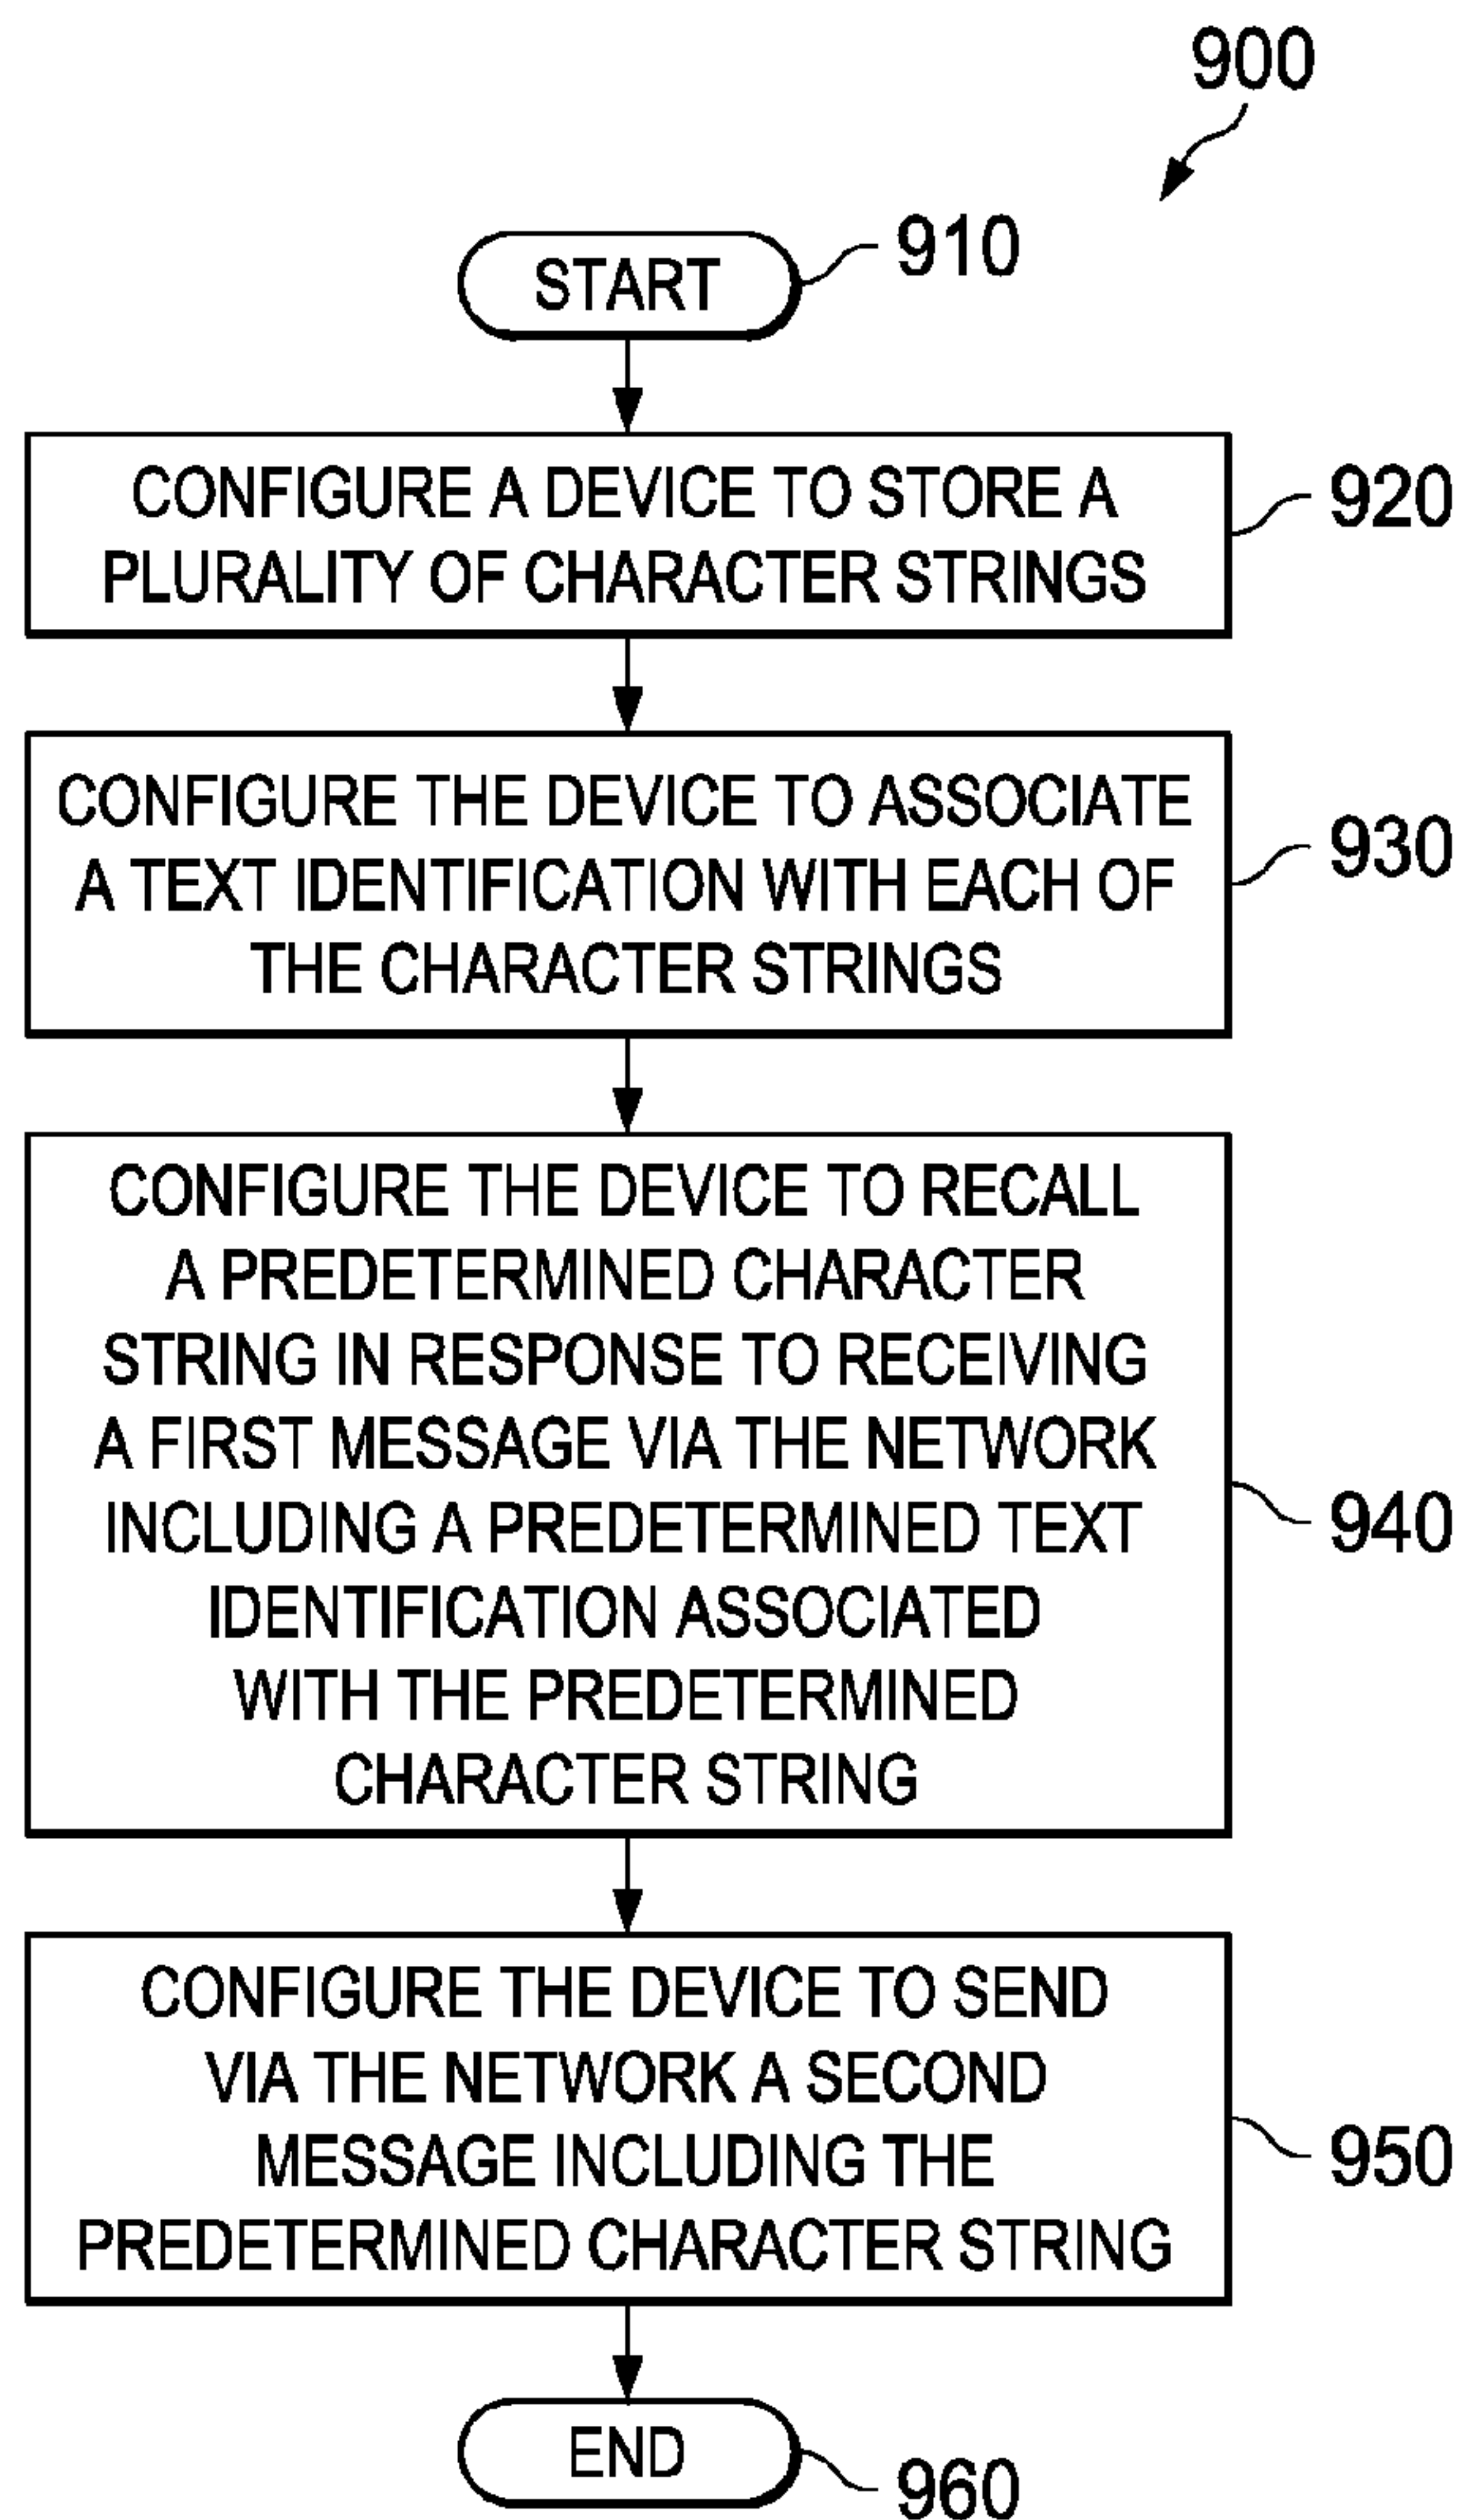 900
START
910
CONFIGURE A DEVICE TO STORE A
PLURALITY OF CHARACTER STRINGS
920
CONFIGURE THE DEVICE TO ASSOCIATE
A TEXT IDENTIFICATION WITH EACH OF
THE CHARACTER STRINGS
930
CONFIGURE THE DEVICE TO RECALL
A PREDETERMINED CHARACTER
STRING IN RESPONSE TO RECEIVING
A FIRST MESSAGE VIA THE NETWORK
INCLUDING A PREDETERMINED TEXT
IDENTIFICATION ASSOCIATED
WITH THE PREDETERMINED
CHARACTER STRING
940
CONFIGURE THE DEVICE TO SEND
VIA THE NETWORK A SECOND
MESSAGE INCLUDING THE
PREDETERMINED CHARACTER STRING
950
END
960